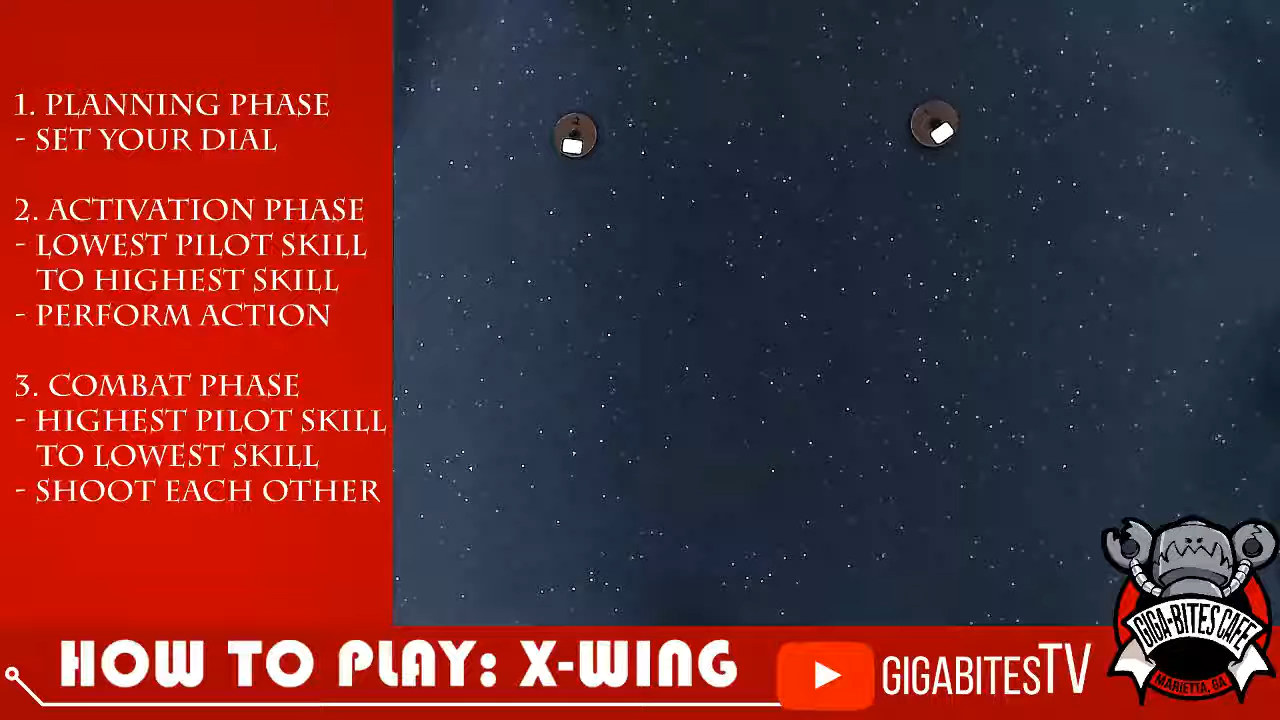 1. PLANNING PHASE
- SET YOUR DIAL
2. ACTIVATION PHASE
- LOWEST PILOT SKILL
TO HIGHEST SKILL
- PERFORM ACTION
3. COMBAT PHASE
- HIGHEST PILOT SKILL
TO LOWEST SKILL
- SHOOT EACH OTHER
HOW TO PLAY: X-WING
GIGABITESTV
GIGA-BITES CAFE
MARIETTA, GA